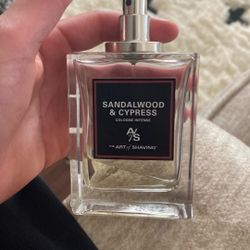 SANDALWOOD
& CYPRESS
COLOGNE INTENSE
A/S
THE ART of SHAVING